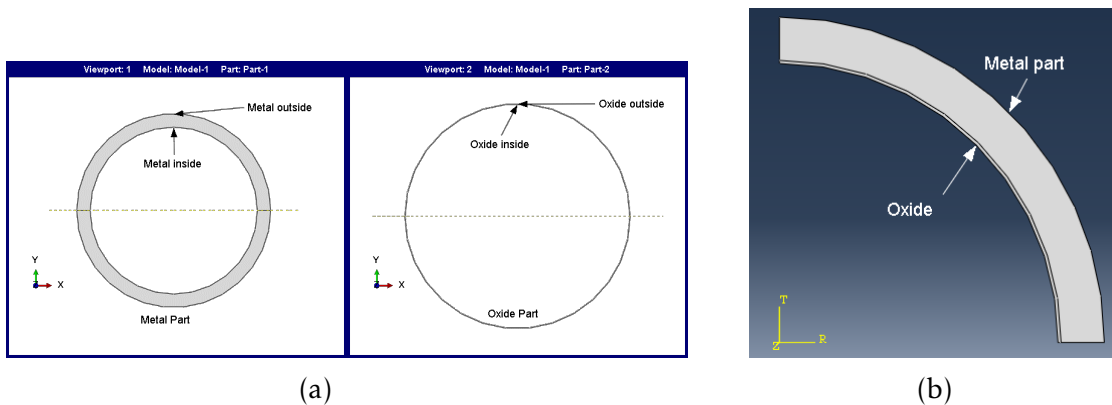 Viewport: 1 Model: Model-1 Part: Part-1
Metal outside
Metal inside
Y
Z
X
Metal Part
Viewport: 2 Model: Model-1 Part: Part-2
Oxide outside
Oxide inside
Y
Z
X
Oxide Part
(a)
Metal part
Oxide
T
Z
R
(b)